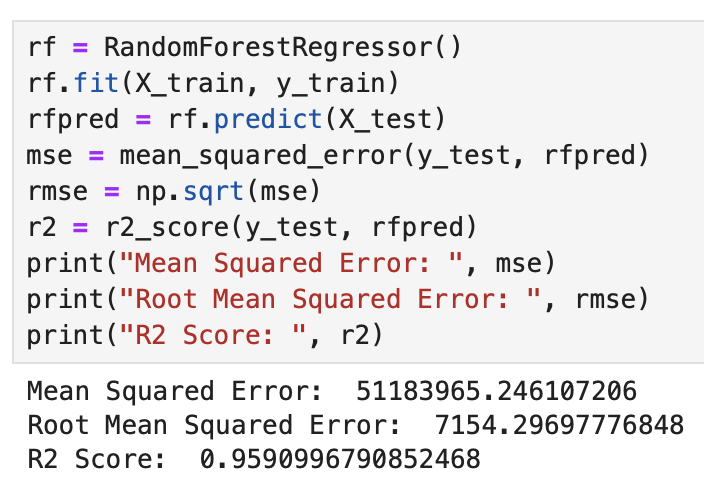 rf = RandomForestRegressor()
rf.fit(X_train, y_train)
rfpred = rf.predict(X_test)
mse = mean_squared_error(y_test, rfpred)
rmse = np.sqrt(mse)
r2 = r2_score(y_test, rfpred)
print("Mean Squared Error: ", mse)
print("Root Mean Squared Error: ", rmse)
print("R2 Score: ", r2)
Mean Squared Error:  51183965.246107206
Root Mean Squared Error:  7154.29697776848
R2 Score:  0.9590996790852468